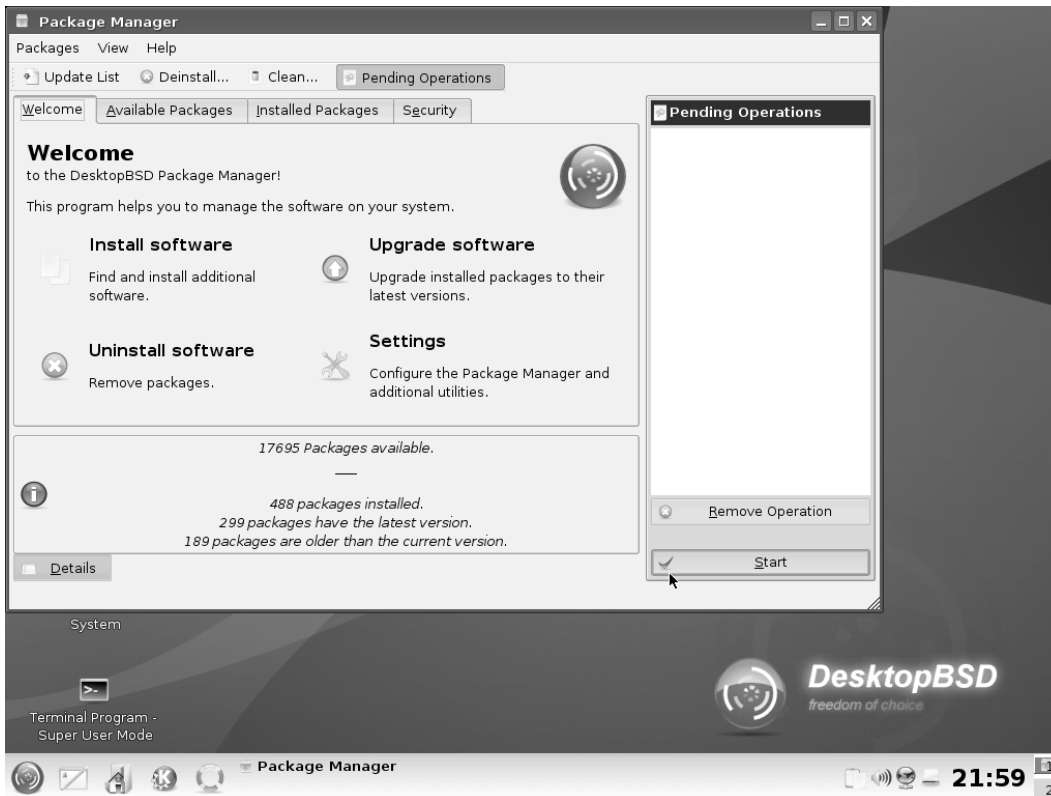 Package Manager
Packages View Help
Update List Deinstall... Clean... Pending Operations
Welcome Available Packages Installed Packages Security
Welcome
to the DesktopBSD Package Manager!
This program helps you to manage the software on your system.
Install software
Find and install additional
software.
Upgrade software
Upgrade installed packages to their
latest versions.
Uninstall software
Remove packages.
Settings
Configure the Package Manager and
additional utilities.
17695 Packages available.
488 packages installed.
299 packages have the latest version.
189 packages are older than the current version.
Details
Pending Operations
Remove Operation
Start
System
Terminal Program -
Super User Mode
DesktopBSD
freedom of choice
Package Manager
21:59
1
2